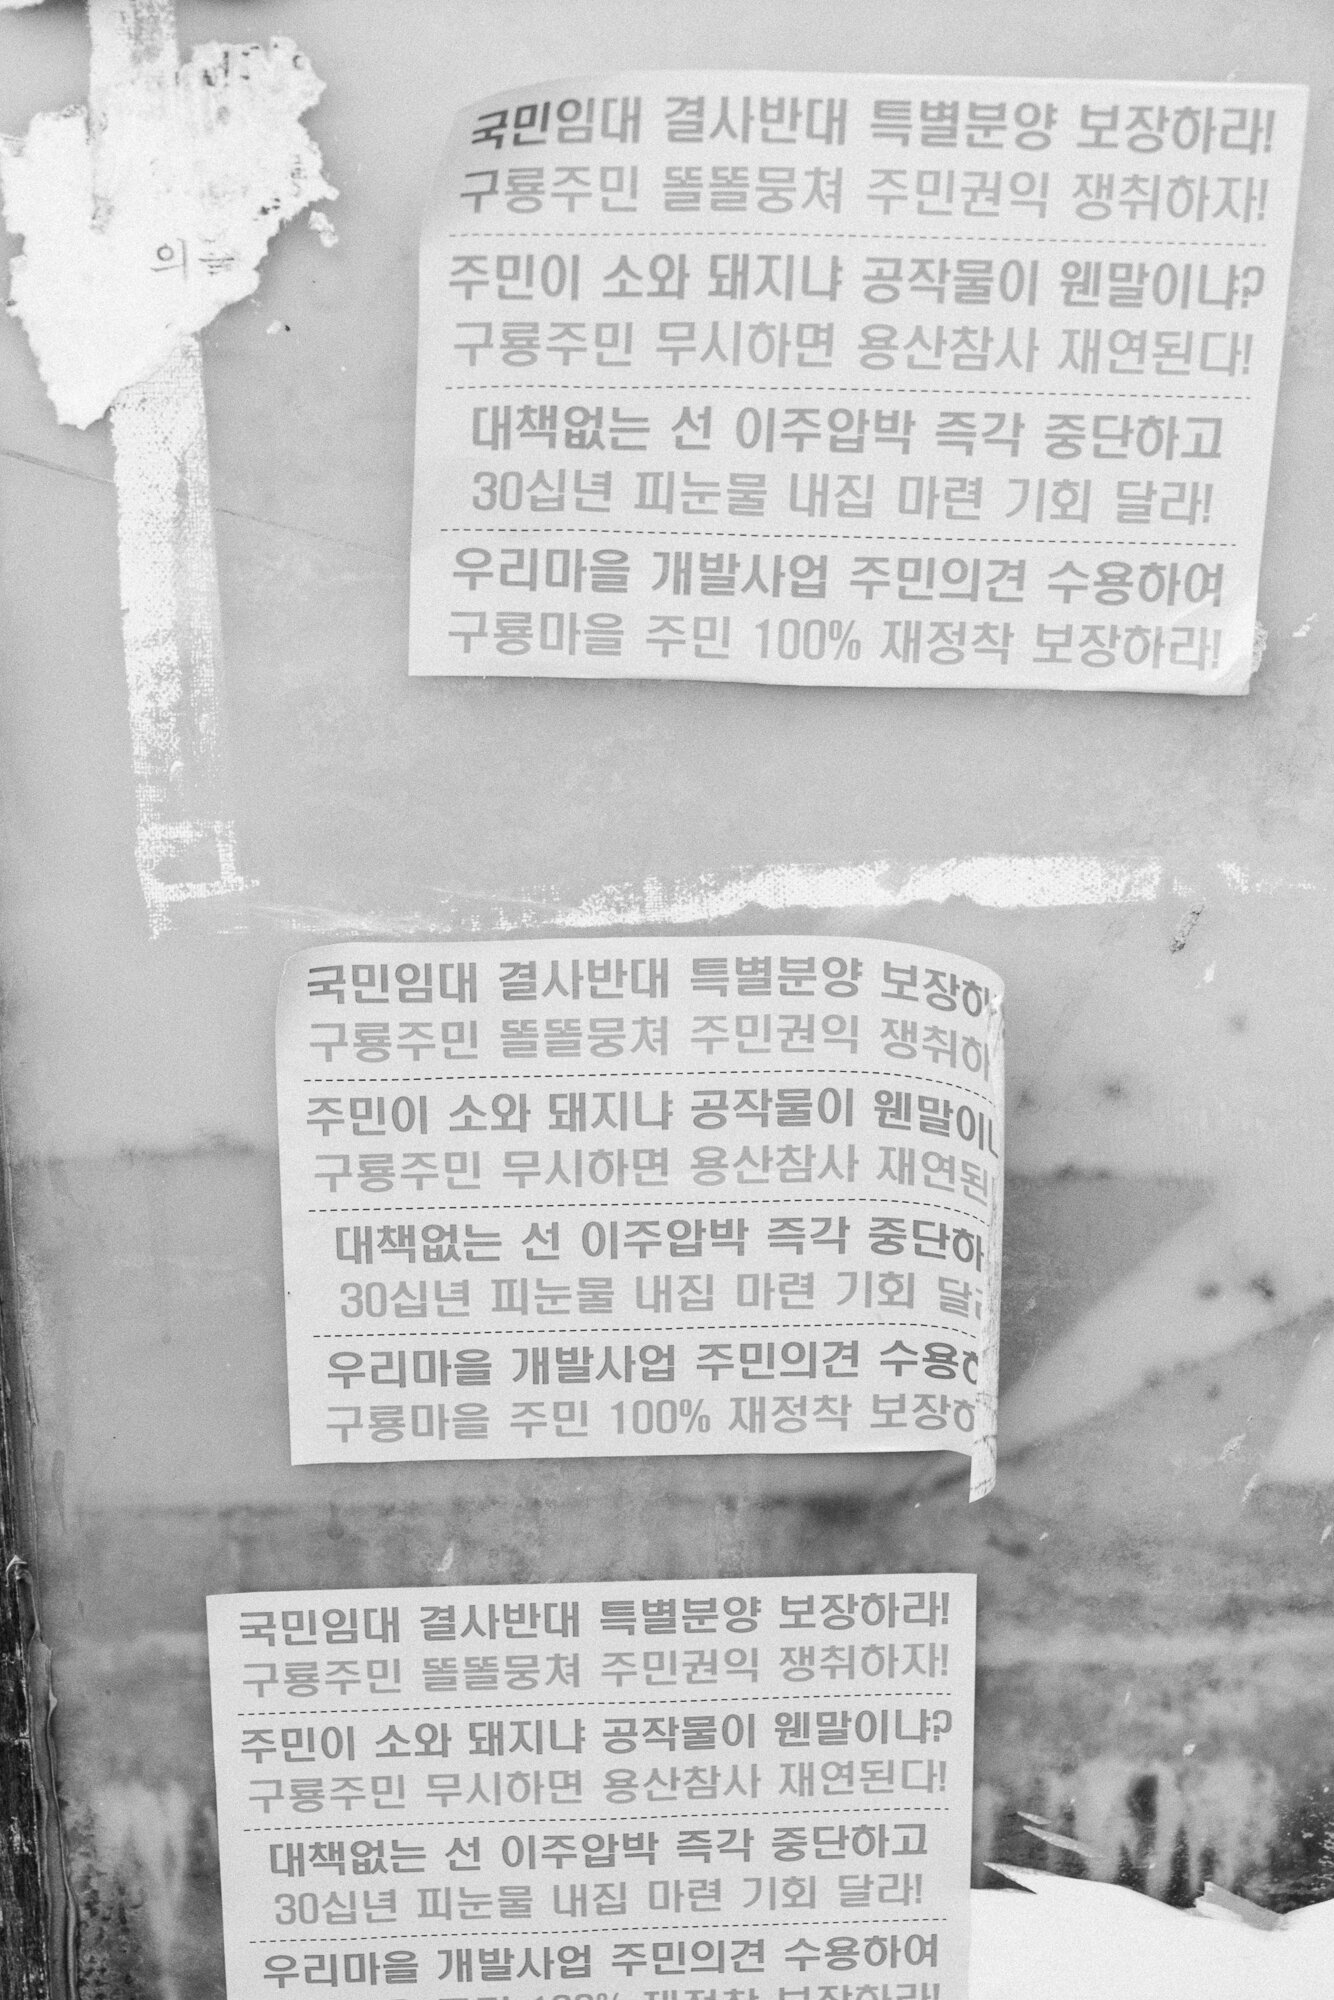 의늘
국민임대 결사반대 특별분양 보장하라!
구룡주민 똘똘뭉쳐 주민권익 쟁취하자!
주민이 소와 돼지냐 공작물이 웬말이냐?
구룡주민 무시하면 용산참사 재연된다!
대책없는 선 이주압박 즉각 중단하고
30십년 피눈물 내집 마련 기회 달라!
우리마을 개발사업 주민의견 수용하여
구룡마을 주민 100% 재정착 보장하라!
국민임대 결사반대 특별분양 보장하
구룡주민 똘똘뭉쳐 주민권익 쟁취하
주민이 소와 돼지냐 공작물이 웬말이
구룡주민 무시하면 용산참사 재연된
대책없는 선 이주압박 즉각 중단하
30십년 피눈물 내집 마련 기회 달
우리마을 개발사업 주민의견 수용하
구룡마을 주민 100% 재정착 보장하
국민임대 결사반대 특별분양 보장하라!
구룡주민 똘똘뭉쳐 주민권익 쟁취하자!
주민이 소와 돼지냐 공작물이 웬말이냐?
구룡주민 무시하면 용산참사 재연된다!
대책없는 선 이주압박 즉각 중단하고
30십년 피눈물 내집 마련 기회 달라!
우리마을 개발사업 주민의견 수용하여